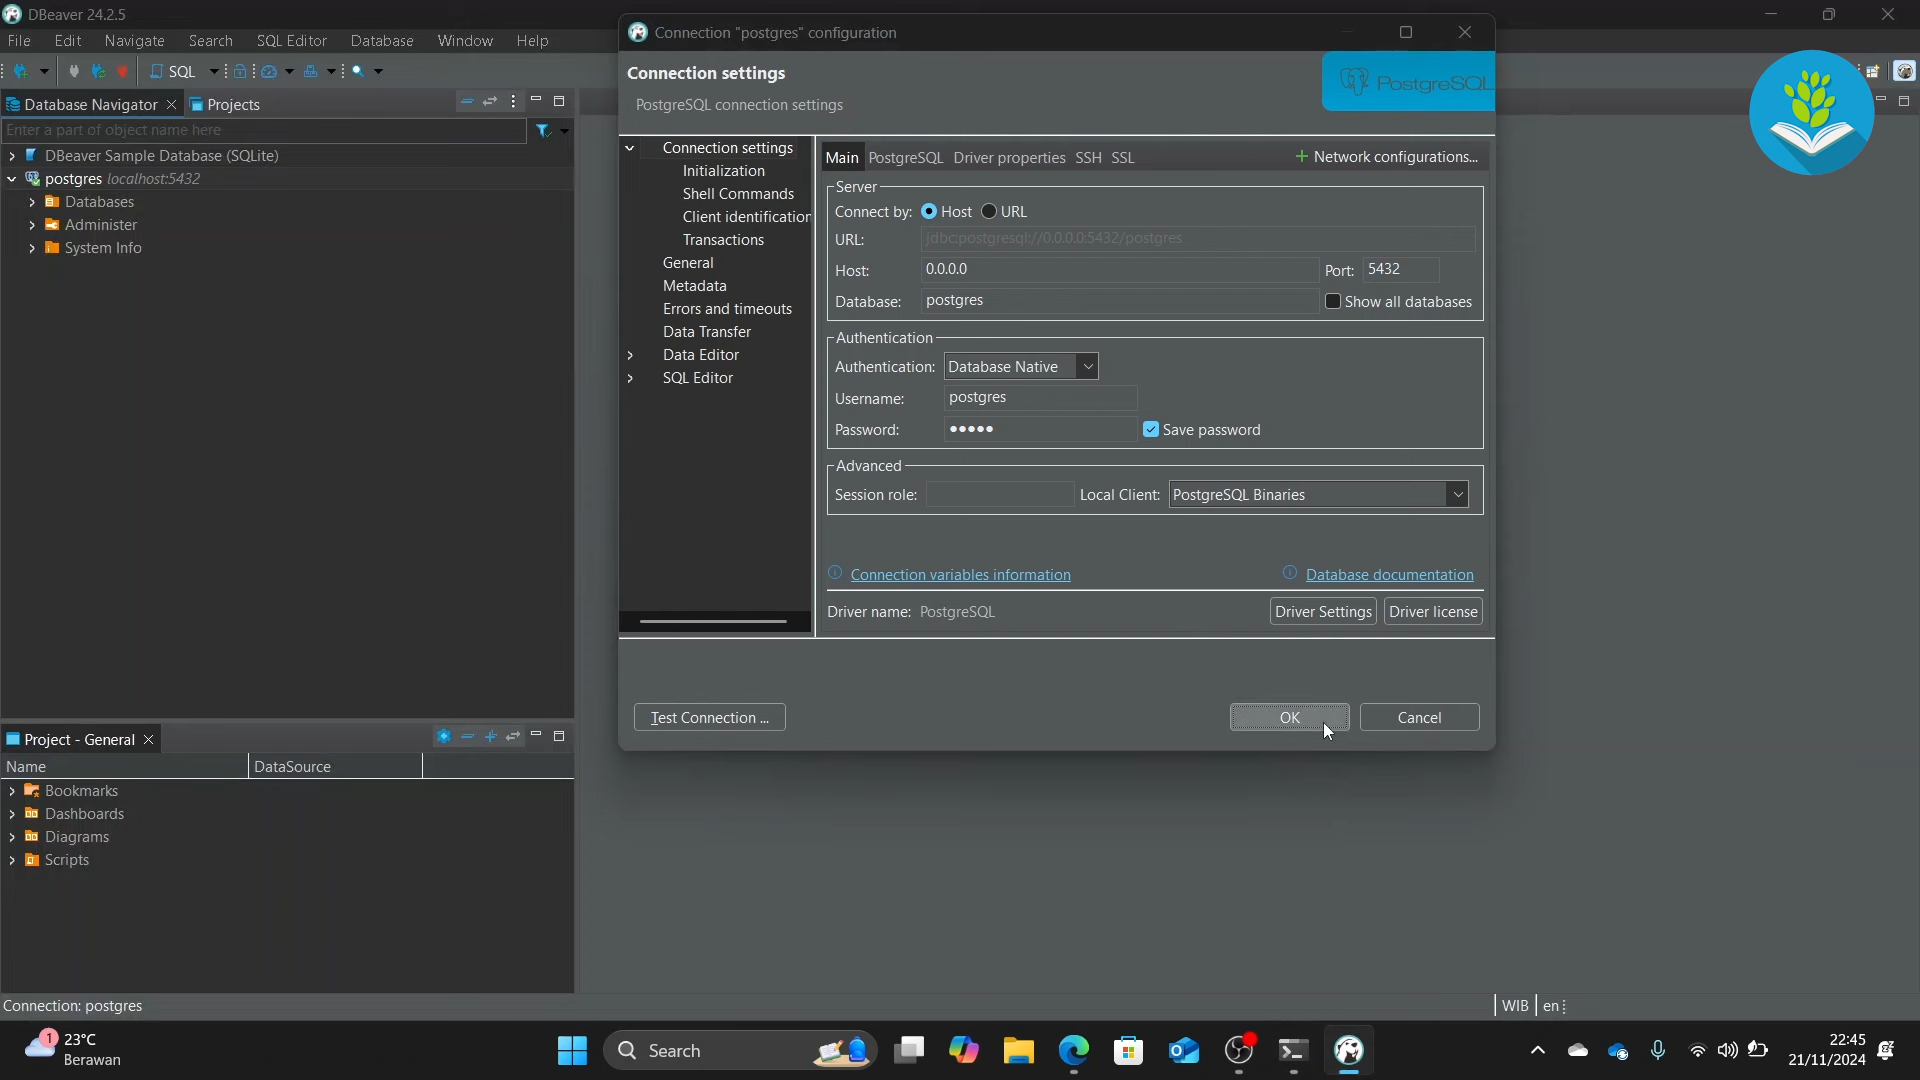 DBeaver 24.2.5
File Edit Navigate Search SQL Editor Database Window Help
SQL
Database Navigator Projects
Enter a part of object name here
DBeaver Sample Database (SQLite)
postgres localhost:5432
Databases
Administer
System Info
Project - General
Name DataSource
Bookmarks
Dashboards
Diagrams
Scripts
Connection "postgres" configuration
Connection settings
PostgreSQL connection settings
PostgreSQL
Connection settings
Initialization
Shell Commands
Client identification
Transactions
General
Metadata
Errors and timeouts
Data Transfer
Data Editor
SQL Editor
Main PostgreSQL Driver properties SSH SSL
Network configurations...
Server
Connect by: Host URL
URL: jdbc:postgresql://0.0.0.0:5432/postgres
Host: 0.0.0.0 Port: 5432
Database: postgres Show all databases
Authentication
Authentication: Database Native
Username: postgres
Password: ••••• Save password
Advanced
Session role: Local Client: PostgreSQL Binaries
Connection variables information Database documentation
Driver name: PostgreSQL Driver Settings Driver license
Test Connection ... OK Cancel
Connection: postgres
WIB en
1
23°C
Berawan
Search
22:45
21/11/2024